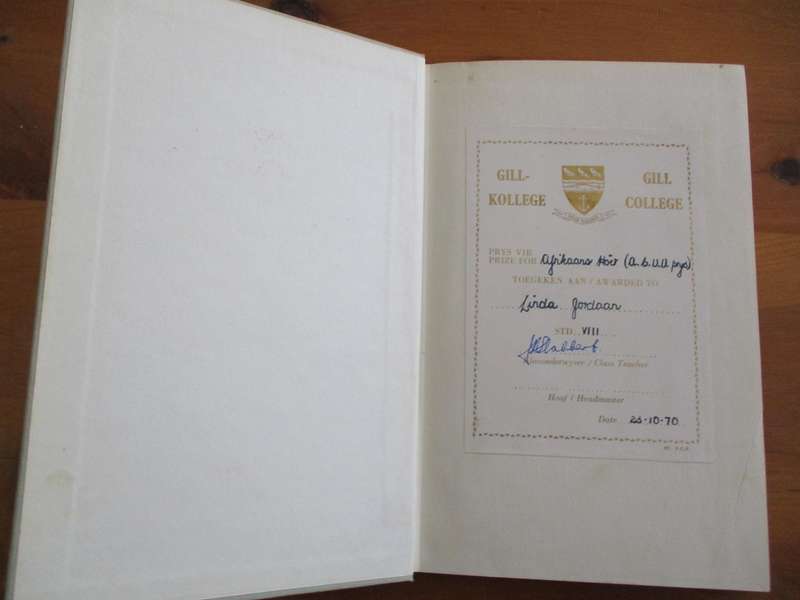 GILL-KOLLEGE
GILL COLLEGE
PRYS VIR
PRIZE FOR Afrikaans Hoër (A.S.U.A prys)
TOEGEKEN AAN / AWARDED TO
Linda Jordaan
STD. VIII
Klasonderwyser / Class Teacher
Hoof / Headmaster
Date 23-10-70